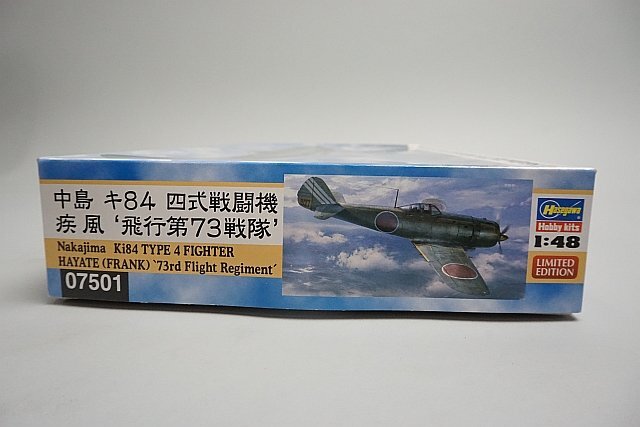 中島 キ84 四式戦闘機
疾風 ‘飛行第73戦隊’
Nakajima Ki84 TYPE 4 FIGHTER
HAYATE (FRANK) ‘73rd Flight Regiment’
07501
Hasegawa
Hobby kits
1:48
LIMITED
EDITION